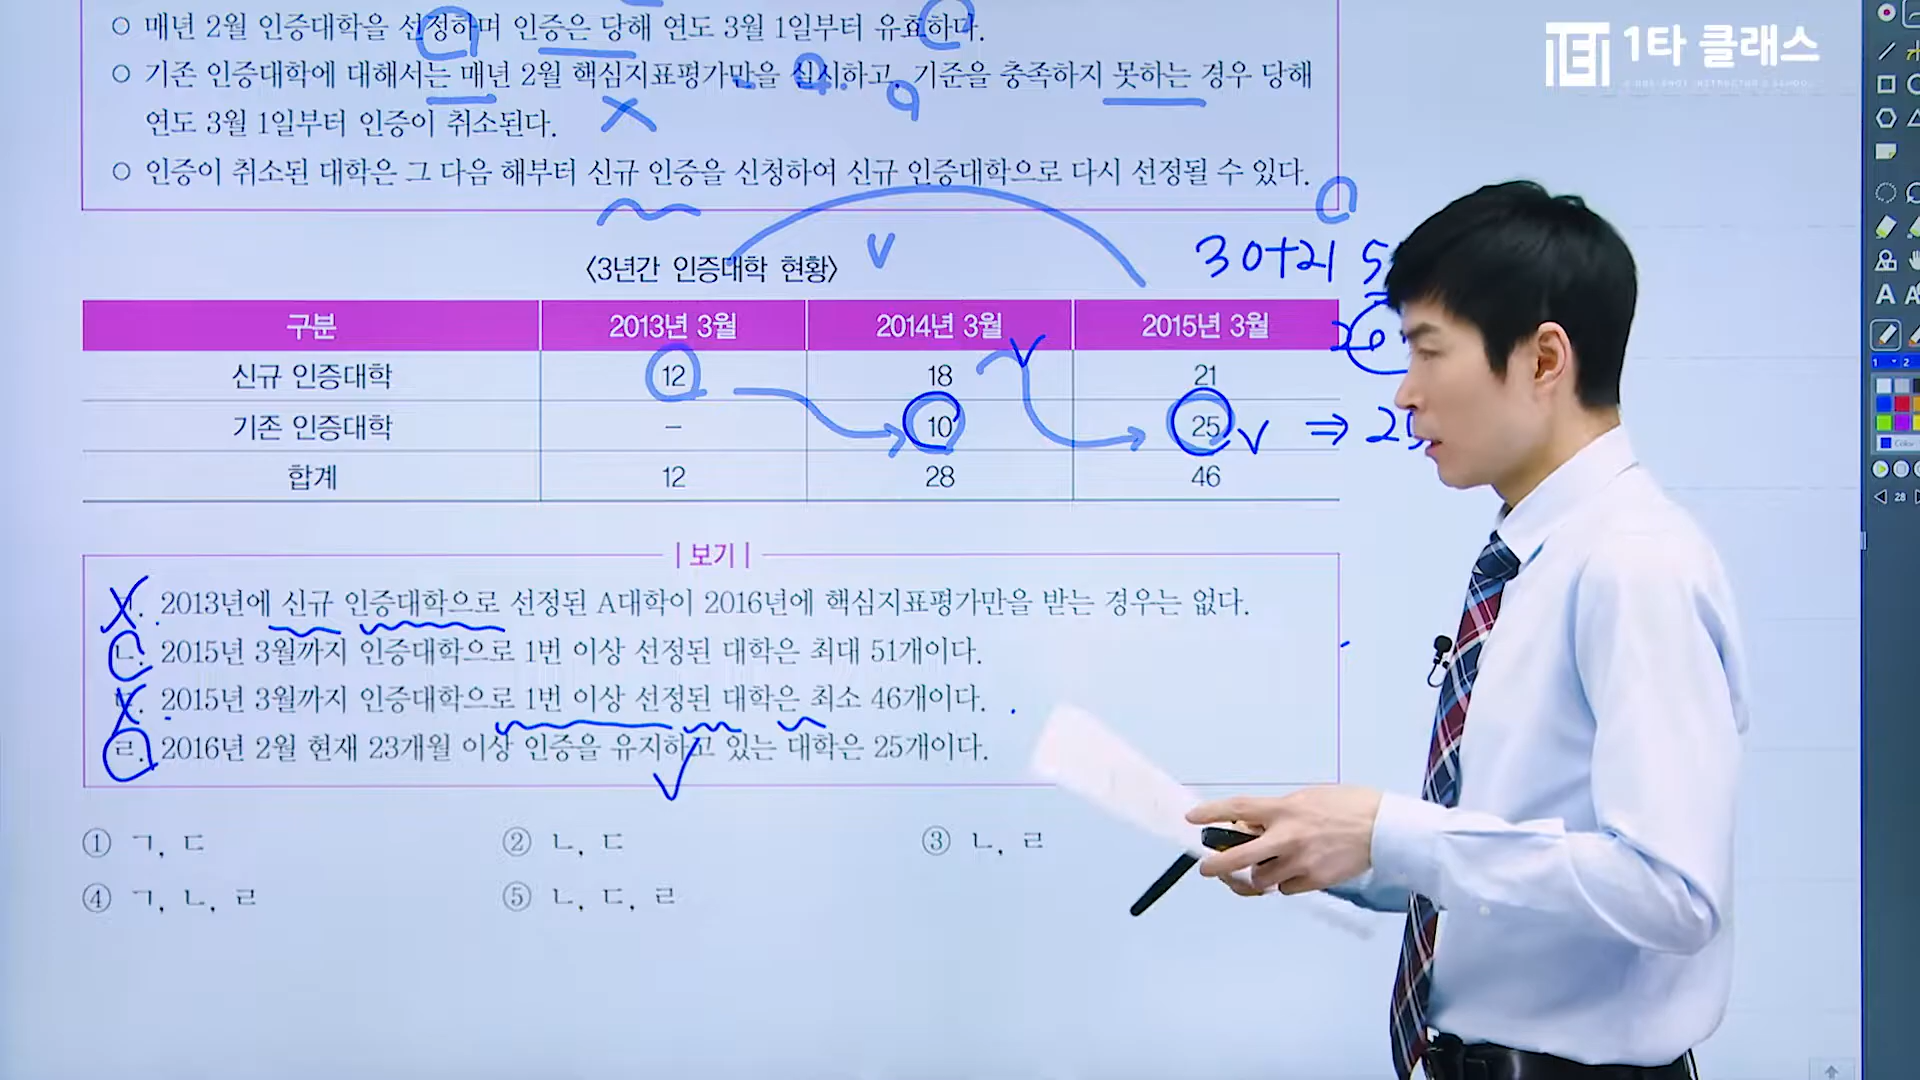 ○ 매년 2월 인증대학을 선정하며 인증은 당해 연도 3월 1일부터 유효하다.
1타 클래스
○ 기존 인증대학에 대해서는 매년 2월 핵심지표평가만을 실시하고, 기준을 충족하지 못하는 경우 당해
연도 3월 1일부터 인증이 취소된다.
○ 인증이 취소된 대학은 그 다음 해부터 신규 인증을 신청하여 신규 인증대학으로 다시 선정될 수 있다.
30+21
〈3년간 인증대학 현황〉
구분 2013년 3월 2014년 3월 2015년 3월
신규 인증대학 12 18 21
기존 인증대학 – 10 25 ⇒
합계 12 28 46
| 보기 |
2013년에 신규 인증대학으로 선정된 A대학이 2016년에 핵심지표평가만을 받는 경우는 없다.
ㄴ. 2015년 3월까지 인증대학으로 1번 이상 선정된 대학은 최대 51개이다.
2015년 3월까지 인증대학으로 1번 이상 선정된 대학은 최소 46개이다.
ㄹ. 2016년 2월 현재 23개월 이상 인증을 유지하고 있는 대학은 25개이다.
① ㄱ, ㄷ ② ㄴ, ㄷ ③ ㄴ, ㄹ
④ ㄱ, ㄴ, ㄹ ⑤ ㄴ, ㄷ, ㄹ
28